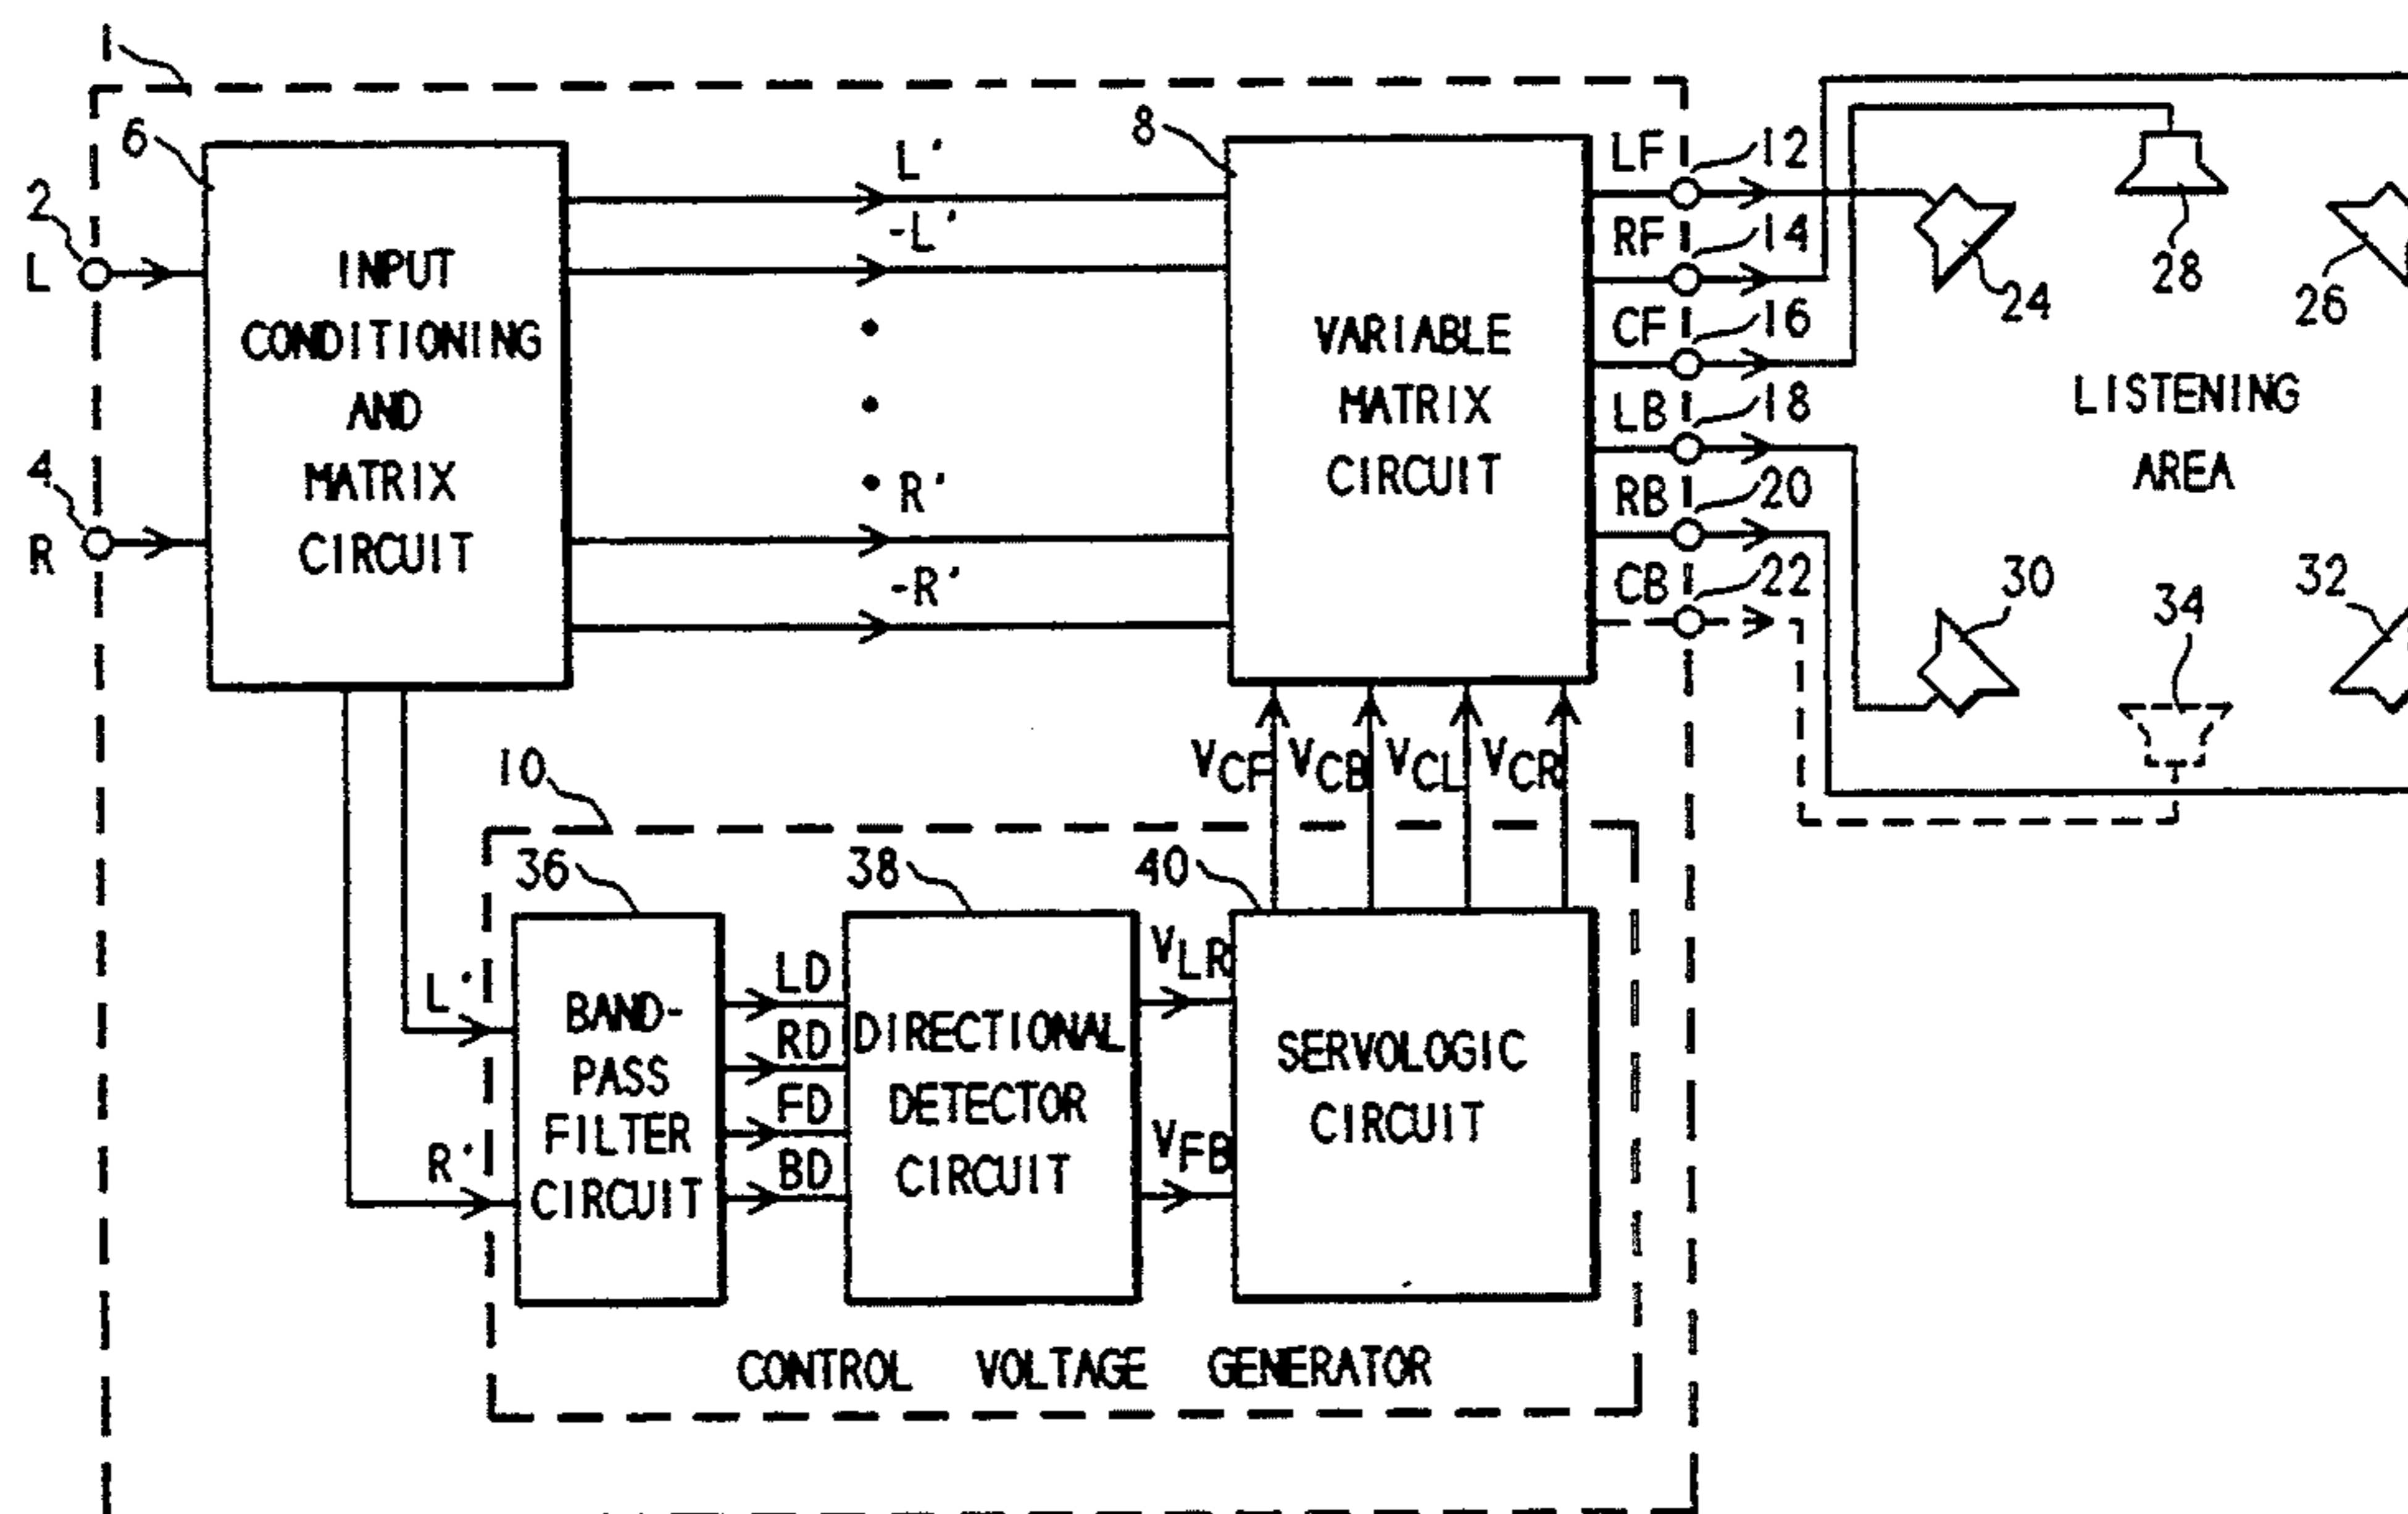 1
6
2
L
4
R
INPUT
CONDITIONING
AND
MATRIX
CIRCUIT
L'
-L'
R'
-R'
8
VARIABLE
MATRIX
CIRCUIT
LF
RF
CF
LB
RB
CB
12
14
16
18
20
22
24
28
26
LISTENING
AREA
30
34
32
VCF VCB VCL VCR
10
36
38
40
L'
R'
BAND-
PASS
FILTER
CIRCUIT
LD
RD
FD
BD
DIRECTIONAL
DETECTOR
CIRCUIT
VLR
VFB
SERVOLOGIC
CIRCUIT
CONTROL VOLTAGE GENERATOR